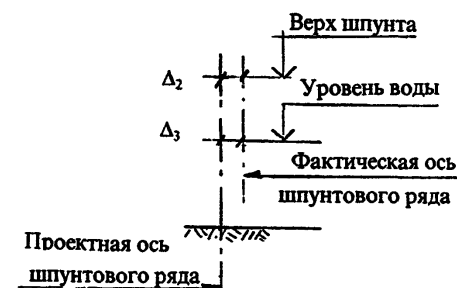 Верх шпунта
Δ2
Уровень воды
Δ3
Фактическая ось
шпунтового ряда
Проектная ось
шпунтового ряда